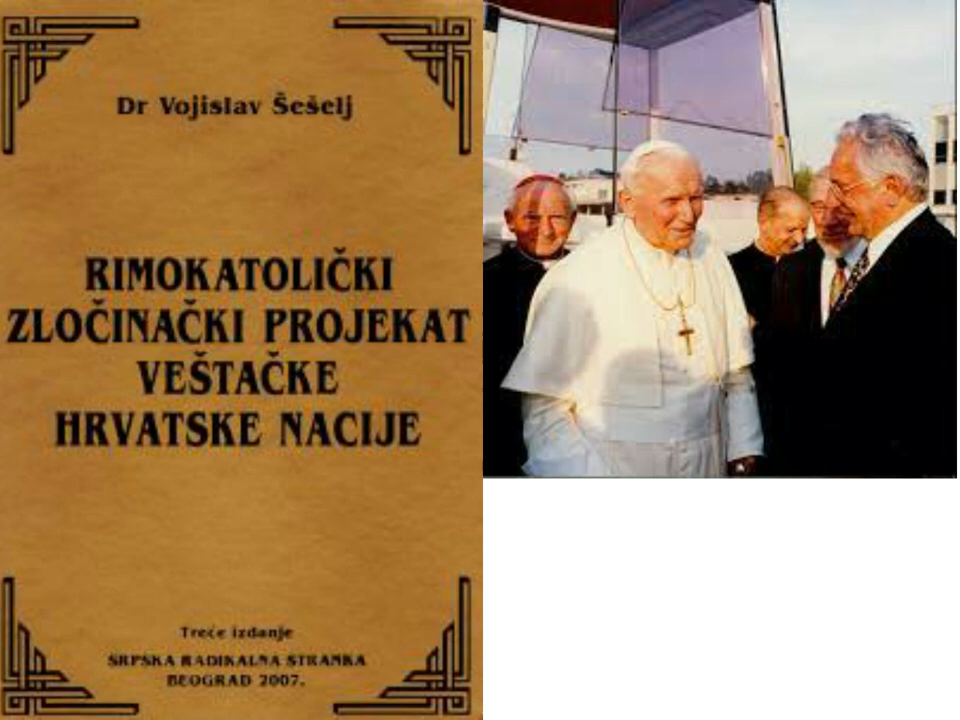 Dr Vojislav Šešelj
RIMOKATOLIČKI
ZLOČINAČKI PROJEKAT
VEŠTAČKE
HRVATSKE NACIJE
Treće izdanje
SRPSKA RADIKALNA STRANKA
BEOGRAD 2007.